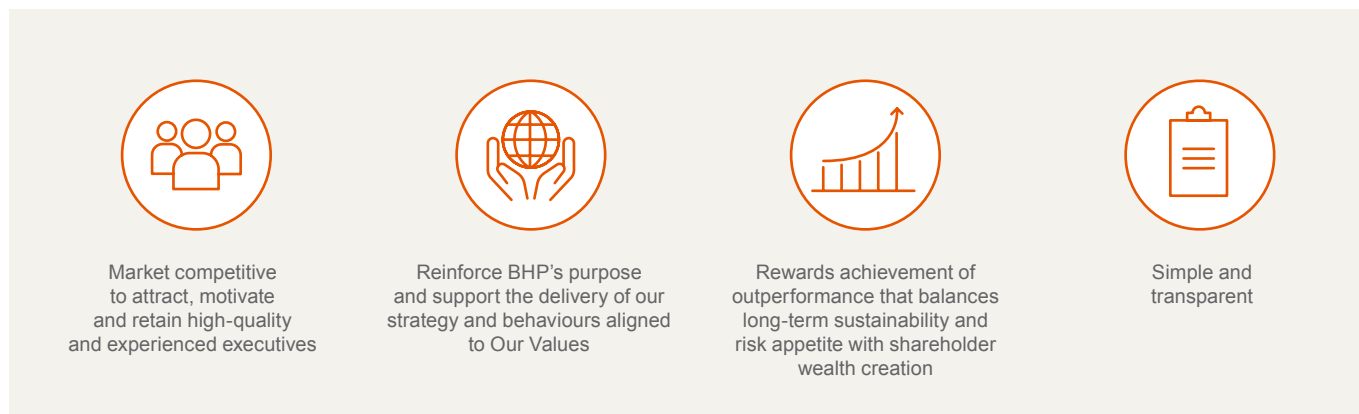 Market competitive
to attract, motivate
and retain high-quality
and experienced executives
Reinforce BHP's purpose
and support the delivery of our
strategy and behaviours aligned
to Our Values
Rewards achievement of
outperformance that balances
long-term sustainability and
risk appetite with shareholder
wealth creation
Simple and
transparent